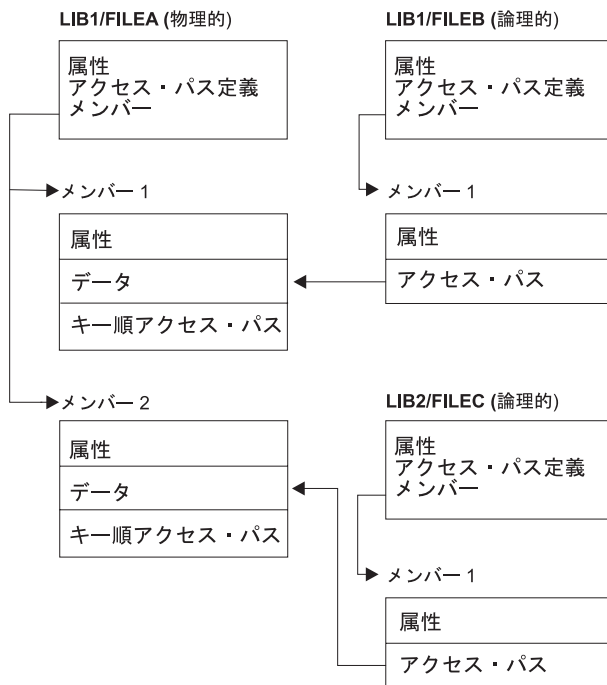 LIB1/FILEA (物理的)
属性
アクセス・パス定義
メンバー
メンバー 1
属性
データ
キー順アクセス・パス
メンバー 2
属性
データ
キー順アクセス・パス
LIB1/FILEB (論理的)
属性
アクセス・パス定義
メンバー
メンバー 1
属性
アクセス・パス
LIB2/FILEC (論理的)
属性
アクセス・パス定義
メンバー
メンバー 1
属性
アクセス・パス